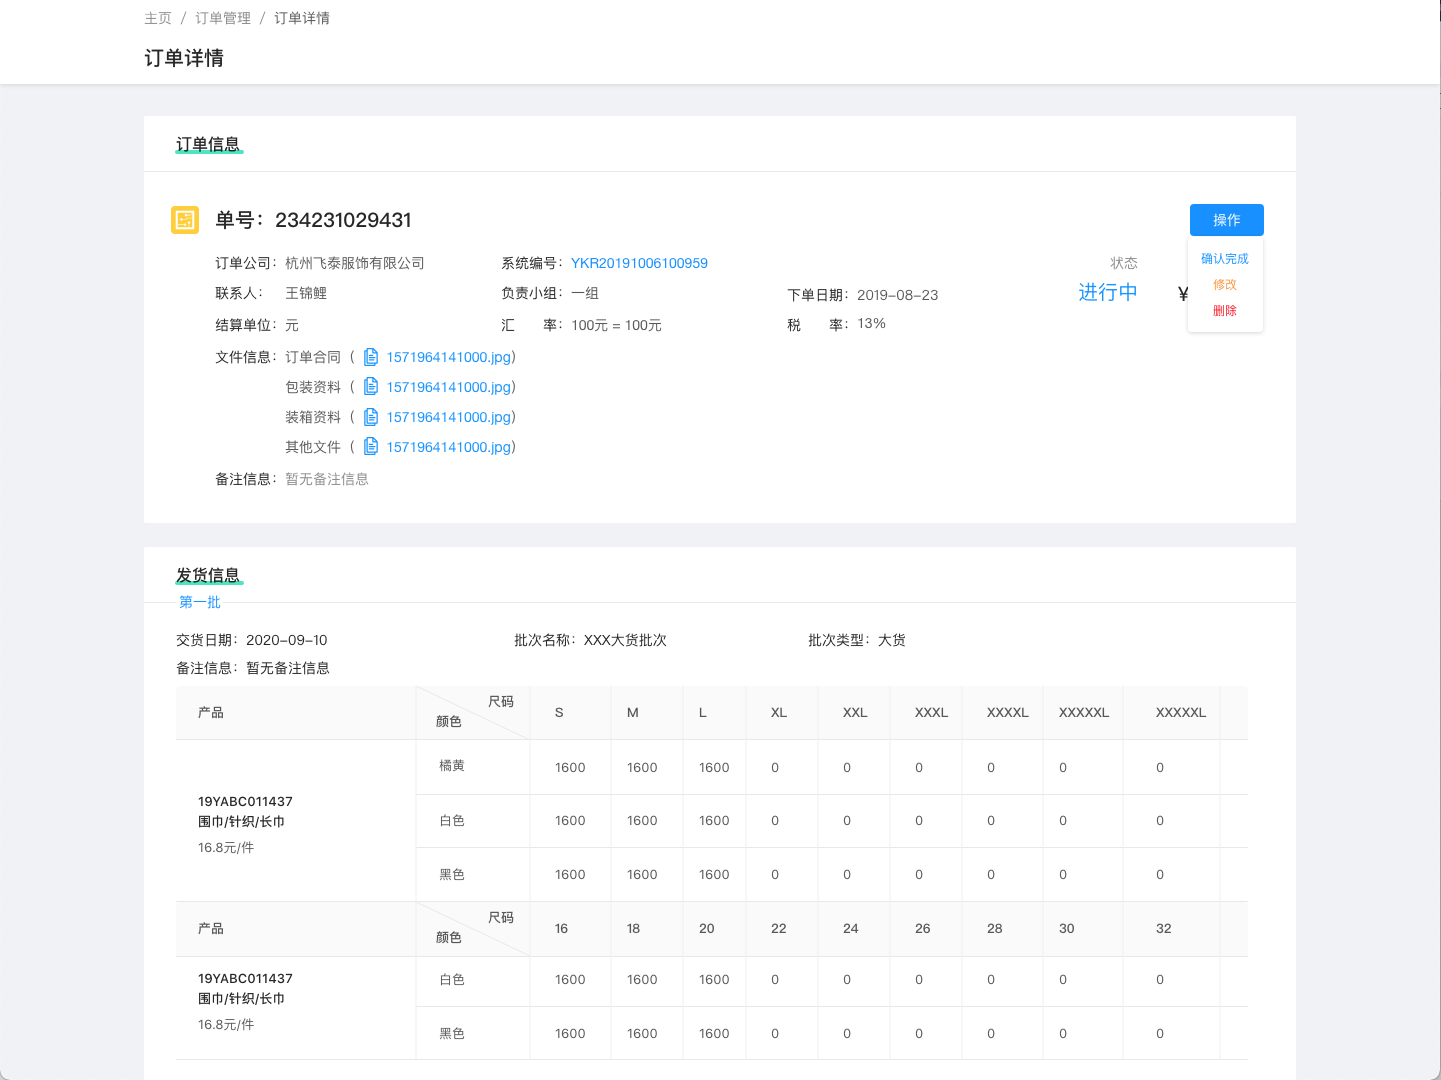 主页 / 订单管理 / 订单详情
订单详情
订单信息
单号：234231029431
操作
订单公司：杭州飞泰服饰有限公司
系统编号：YKR20191006100959
状态
确认完成
联系人： 王锦鲤
负责小组：一组
下单日期：2019-08-23
进行中
¥
修改
删除
结算单位：元
汇 率：100元 = 100元
税 率：13%
文件信息：订单合同（ 1571964141000.jpg）
包装资料（ 1571964141000.jpg）
装箱资料（ 1571964141000.jpg）
其他文件（ 1571964141000.jpg）
备注信息：暂无备注信息
发货信息
第一批
交货日期：2020-09-10 批次名称：XXX大货批次 批次类型：大货
备注信息：暂无备注信息
产品 尺码 颜色 S M L XL XXL XXXL XXXXL XXXXXL XXXXXL
橘黄 1600 1600 1600 0 0 0 0 0 0
19YABC011437
围巾/针织/长巾
16.8元/件
白色 1600 1600 1600 0 0 0 0 0 0
黑色 1600 1600 1600 0 0 0 0 0 0
产品 尺码 颜色 16 18 20 22 24 26 28 30 32
19YABC011437
围巾/针织/长巾
16.8元/件
白色 1600 1600 1600 0 0 0 0 0 0
黑色 1600 1600 1600 0 0 0 0 0 0